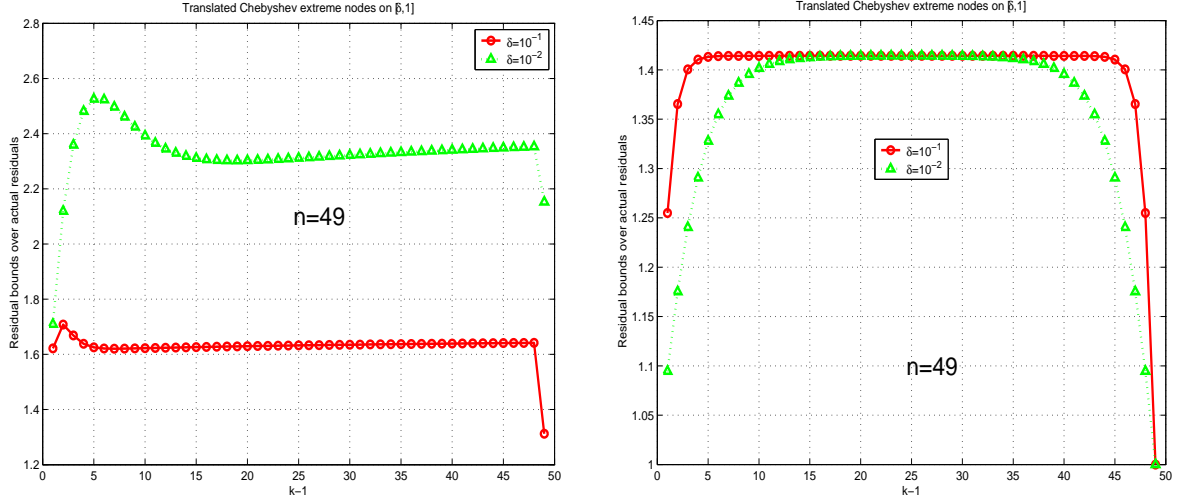 Translated Chebyshev extreme nodes on [δ,1]
2.8
2.6
2.4
2.2
2
1.8
1.6
1.4
1.2
Residual bounds over actual residuals
δ=10⁻¹
δ=10⁻²
n=49
0 5 10 15 20 25 30 35 40 45 50
k−1
Translated Chebyshev extreme nodes on [δ,1]
1.45
1.4
1.35
1.3
1.25
1.2
1.15
1.1
1.05
1
Residual bounds over actual residuals
δ=10⁻¹
δ=10⁻²
n=49
0 5 10 15 20 25 30 35 40 45 50
k−1